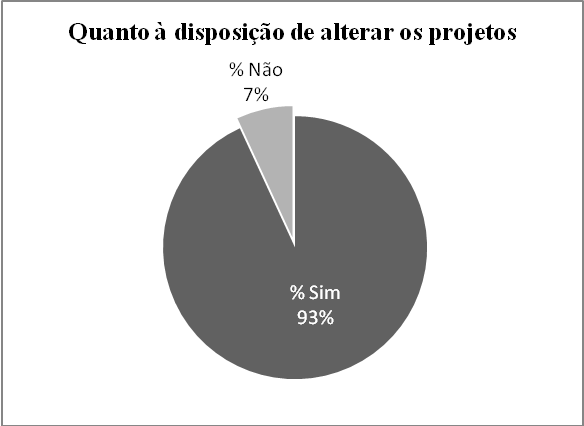 Quanto à disposição de alterar os projetos
% Não
7%
% Sim
93%